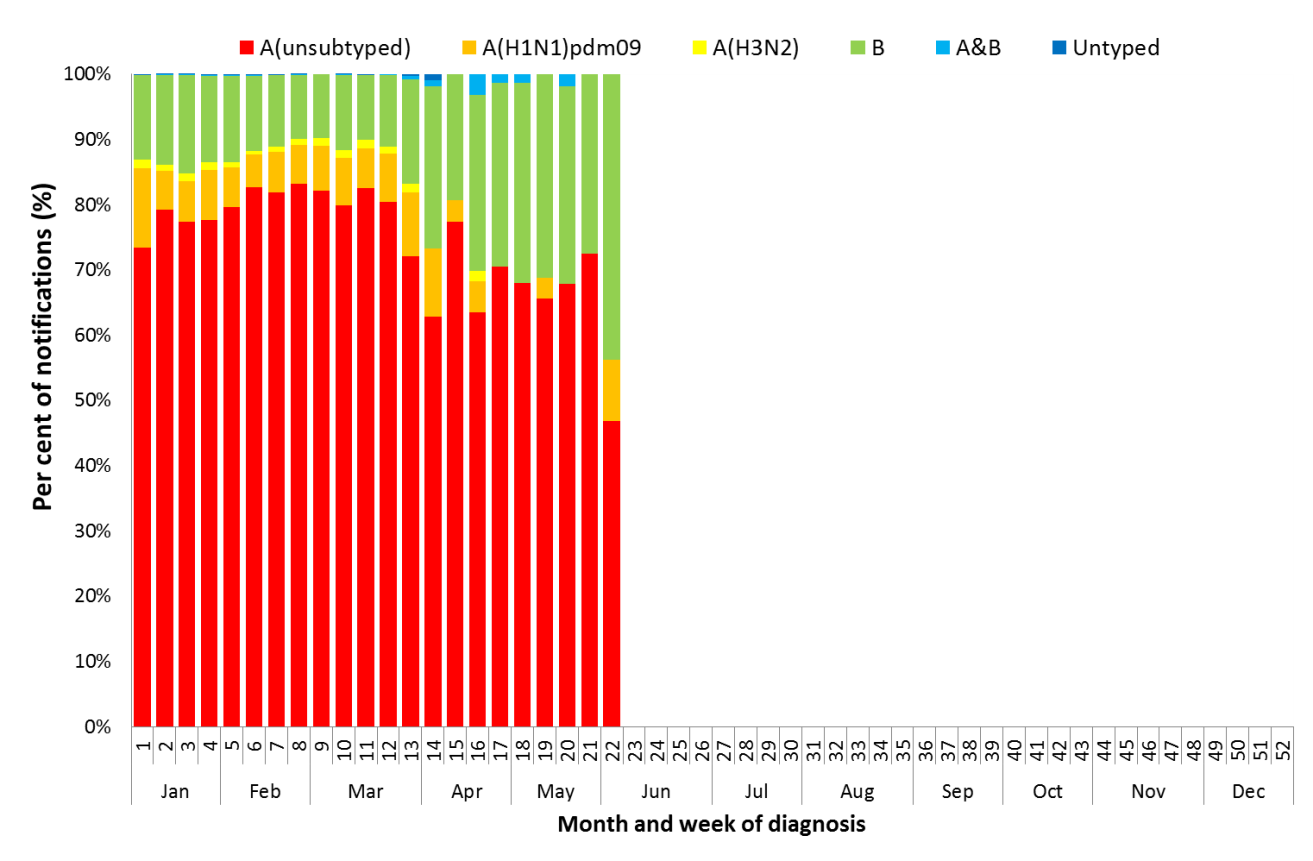 A(unsubtyped) A(H1N1)pdm09 A(H3N2) B A&B Untyped
100%
90%
80%
70%
60%
50%
40%
30%
20%
10%
0%
Per cent of notifications (%)
1 2 3 4 5 6 7 8 9 10 11 12 13 14 15 16 17 18 19 20 21 22 23 24 25 26 27 28 29 30 31 32 33 34 35 36 37 38 39 40 41 42 43 44 45 46 47 48 49 50 51 52
Jan Feb Mar Apr May Jun Jul Aug Sep Oct Nov Dec
Month and week of diagnosis